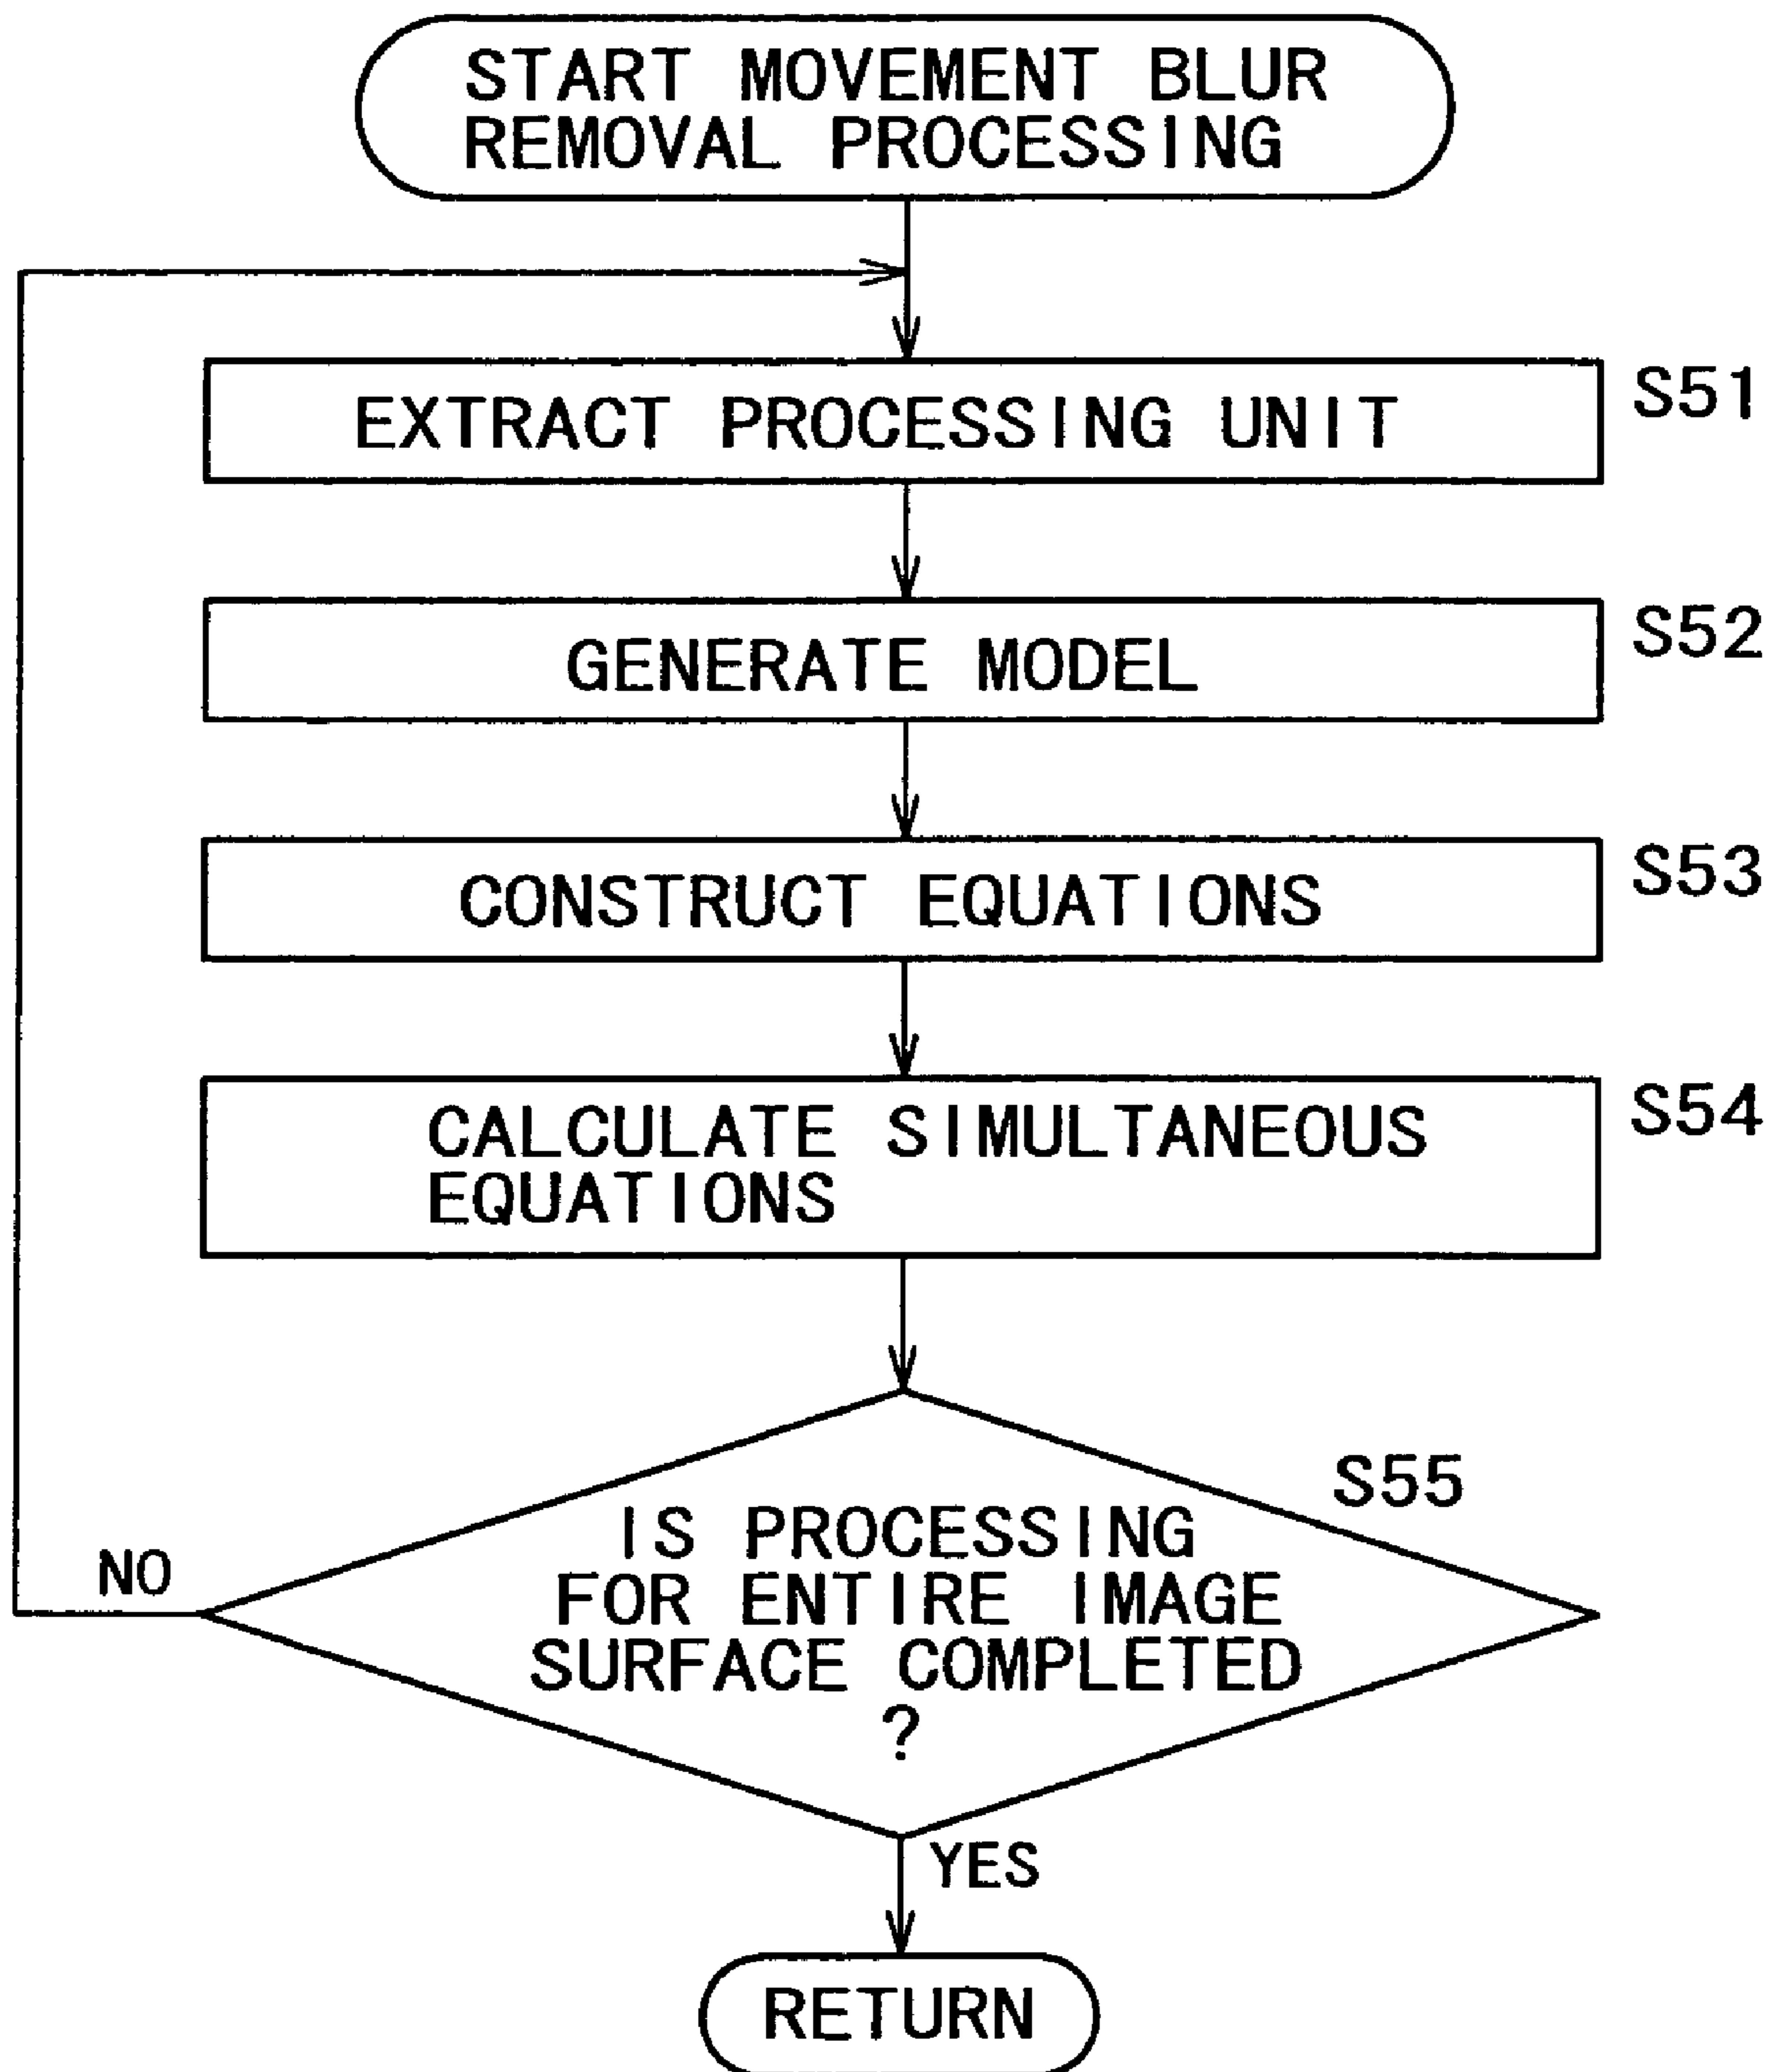 START MOVEMENT BLUR
REMOVAL PROCESSING
EXTRACT PROCESSING UNIT
S51
GENERATE MODEL
S52
CONSTRUCT EQUATIONS
S53
CALCULATE SIMULTANEOUS
EQUATIONS
S54
S55
IS PROCESSING
FOR ENTIRE IMAGE
SURFACE COMPLETED
?
NO
YES
RETURN